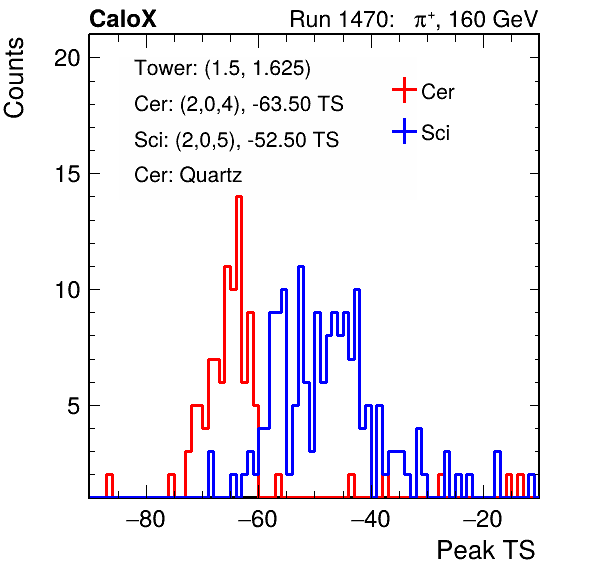 CaloX Run 1470: π⁺, 160 GeV
Counts
Tower: (1.5, 1.625)
Cer: (2,0,4), -63.50 TS
Sci: (2,0,5), -52.50 TS
Cer: Quartz
Cer
Sci
20
15
10
5
−80 −60 −40 −20
Peak TS